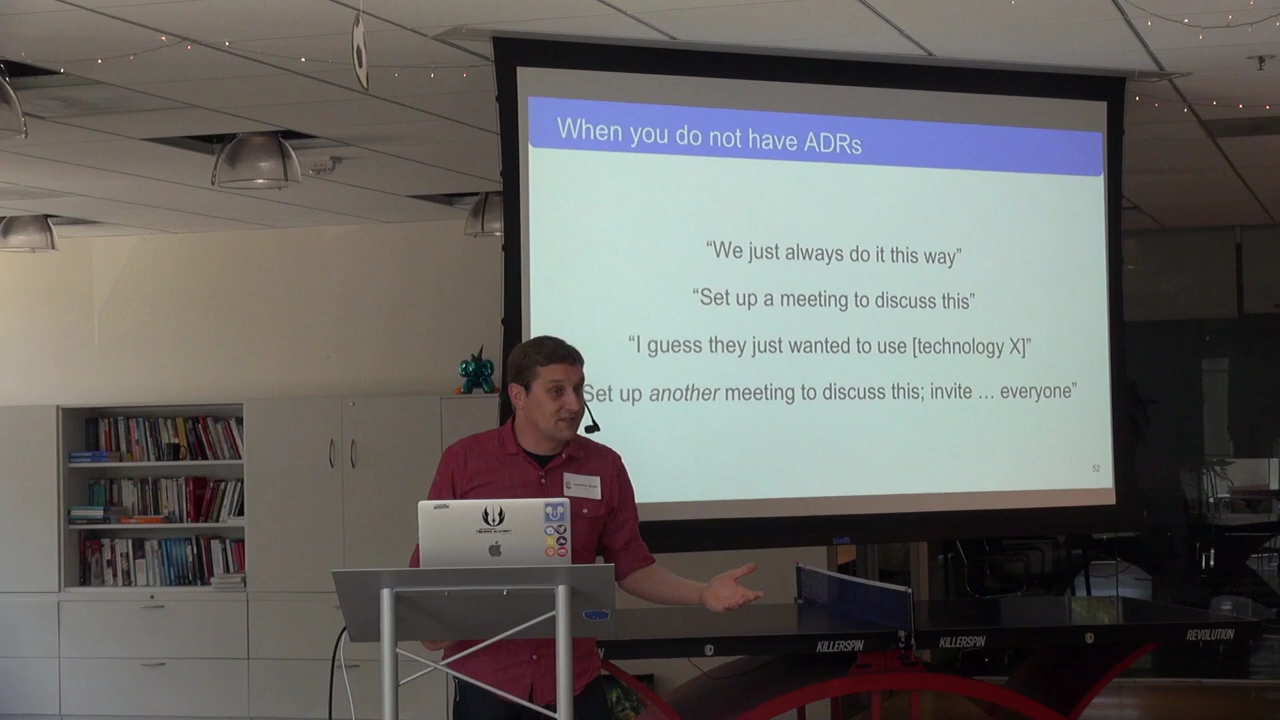 When you do not have ADRs
“We just always do it this way”
“Set up a meeting to discuss this”
“I guess they just wanted to use [technology X]”
Set up another meeting to discuss this; invite … everyone”
52
KILLERSPIN
KILLERSPIN
REVOLUTION